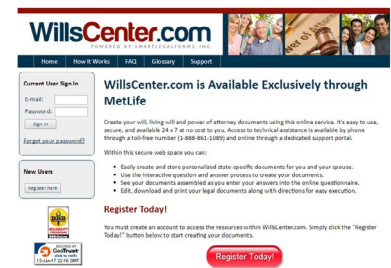 WillsCenter.com
POWERED BY SMARTLEGALFORMS, INC.
Home How It Works FAQ Glossary Support
Current User Sign In
E-mail:
Password:
Sign In
Forgot your password?
New Users
Register here
WillsCenter.com is Available Exclusively through
MetLife
Create your will, living will and power of attorney documents using this online service. It's easy to use,
secure, and available 24 x 7 at no cost to you. Access to technical assistance is available by phone
through a toll-free number (1-888-861-1089) and online through a dedicated support portal.
Within this secure web space you can:
• Easily create and store personalized state-specific documents for you and your spouse.
• Use the interactive question and answer process to create your documents.
• See your documents assembled as you enter your answers into the online questionnaire.
• Edit, download and print your legal documents along with directions for easy execution.
Register Today!
You must create an account to access the resources within WillsCenter.com. Simply click the "Register
Today!" button below to start creating your documents.
Register Today!
BBB
RELIABILITY
PROGRAM
SECURED BY
GeoTrust
click to verify
13-Jan-17 22:16 GMT